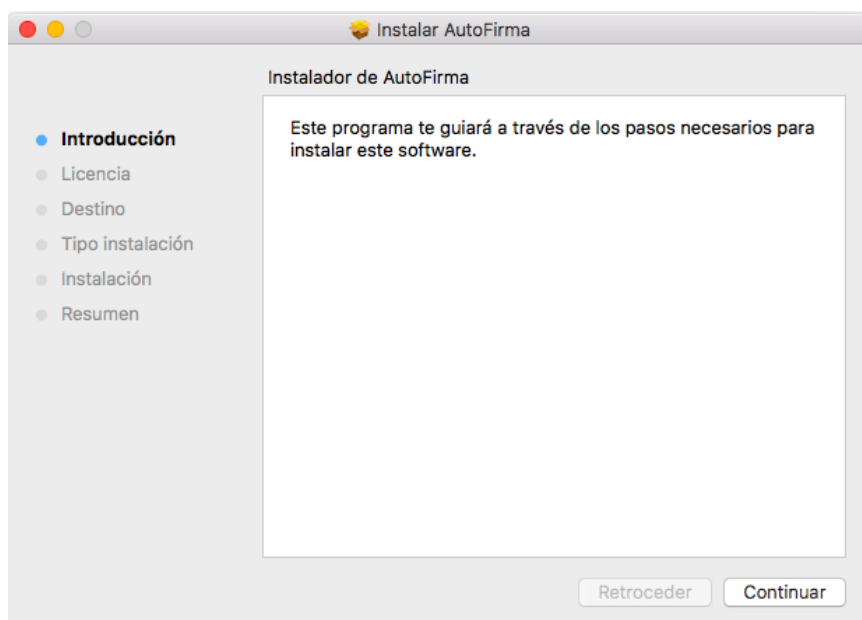 Instalar AutoFirma
Instalador de AutoFirma
Introducción
Licencia
Destino
Tipo instalación
Instalación
Resumen
Este programa te guiará a través de los pasos necesarios para
instalar este software.
Retroceder
Continuar